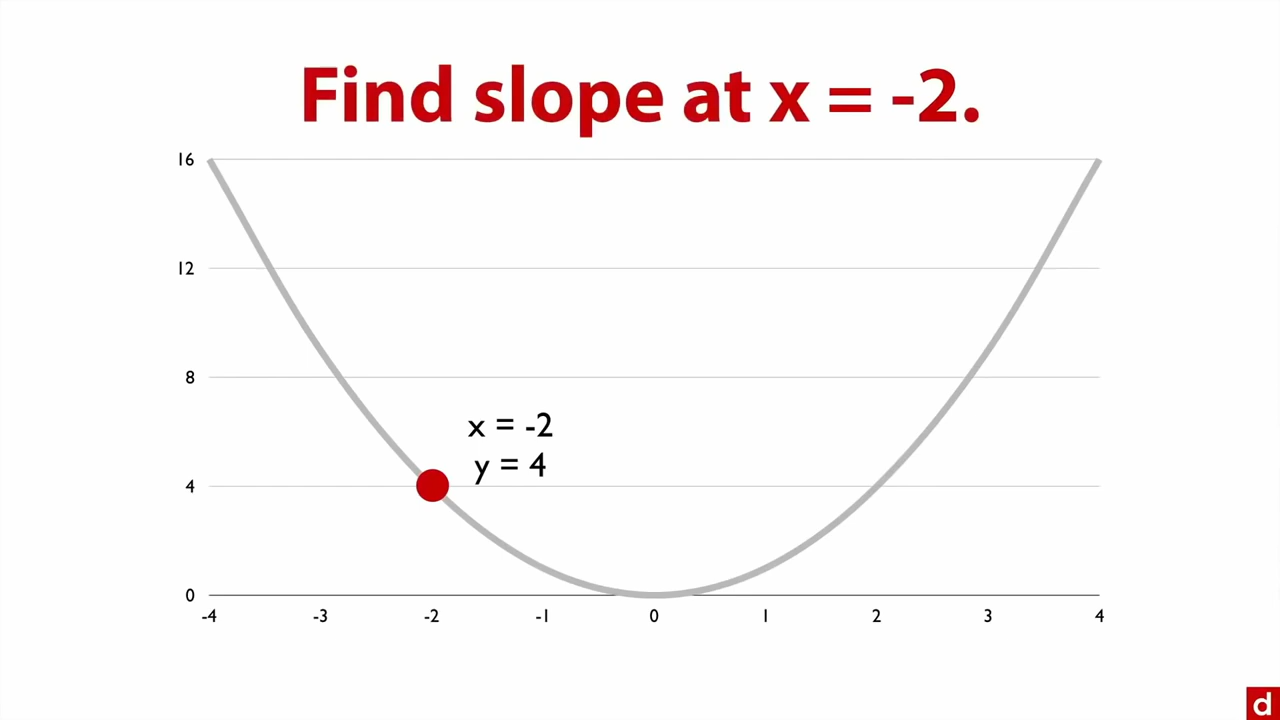 Find slope at x = -2.
16
12
8
x = -2
y = 4
4
0
-4 -3 -2 -1 0 1 2 3 4
d